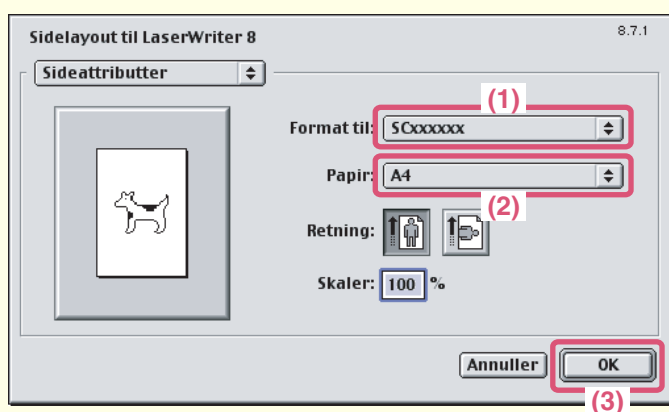 Sidelayout til LaserWriter 8 8.7.1
Sideattributter
(1)
Format til: SCxxxxxx
Papir: A4
(2)
Retning:
Skaler: 100 %
Annuller OK
(3)